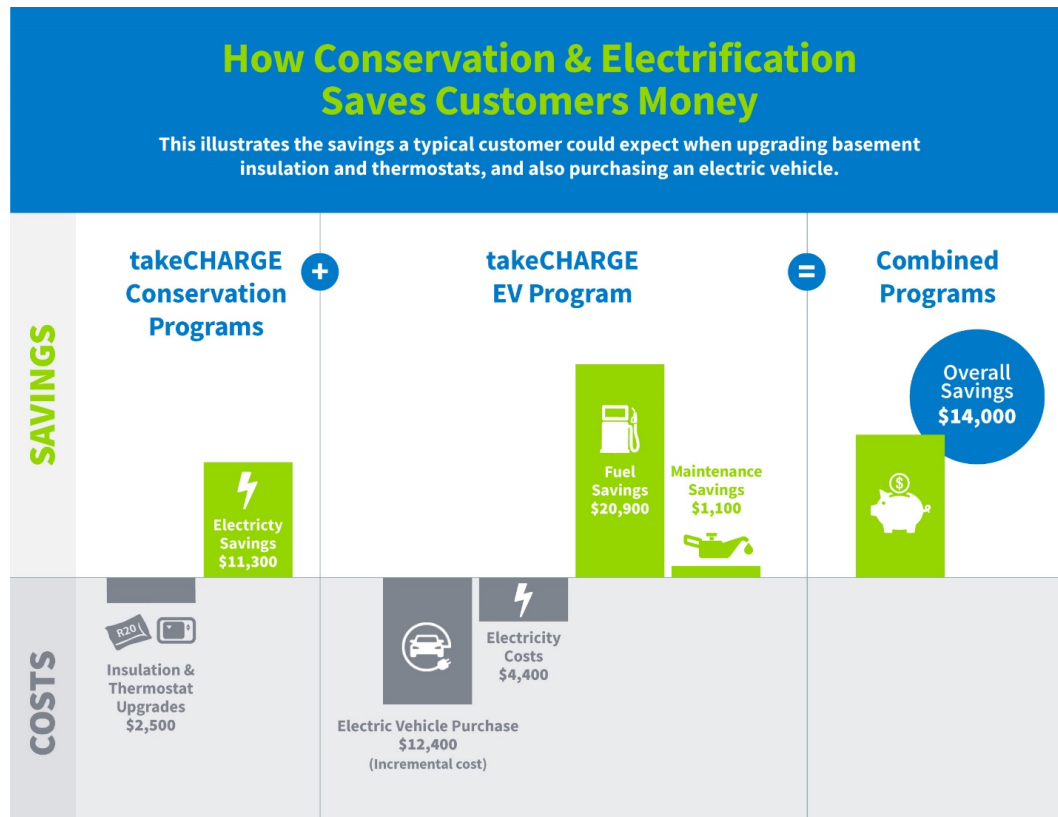 How Conservation & Electrification
Saves Customers Money
This illustrates the savings a typical customer could expect when upgrading basement
insulation and thermostats, and also purchasing an electric vehicle.
SAVINGS
takeCHARGE
Conservation
Programs
+
takeCHARGE
EV Program
=
Combined
Programs
Overall
Savings
$14,000
$
Electricty
Savings
$11,300
Fuel
Savings
$20,900
Maintenance
Savings
$1,100
COSTS
R20
Insulation &
Thermostat
Upgrades
$2,500
Electric Vehicle Purchase
$12,400
(Incremental cost)
Electricity
Costs
$4,400